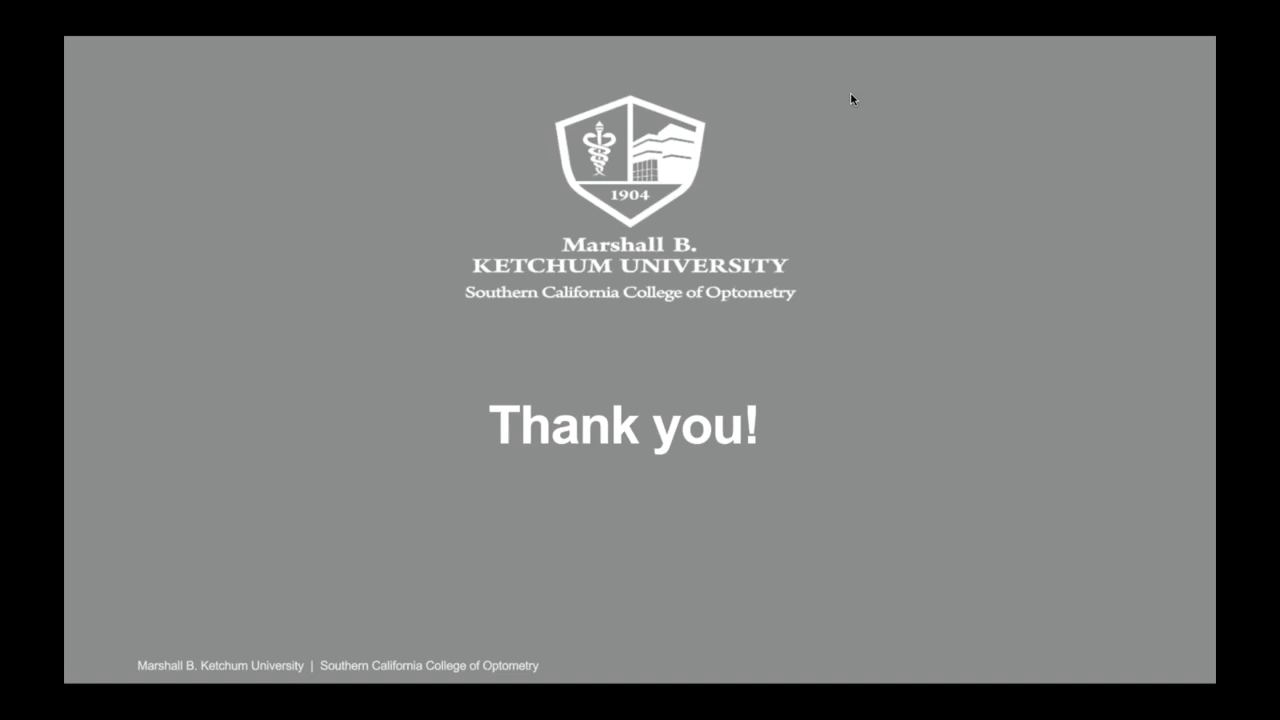 1904
Marshall B.
KETCHUM UNIVERSITY
Southern California College of Optometry
Thank you!
Marshall B. Ketchum University | Southern California College of Optometry